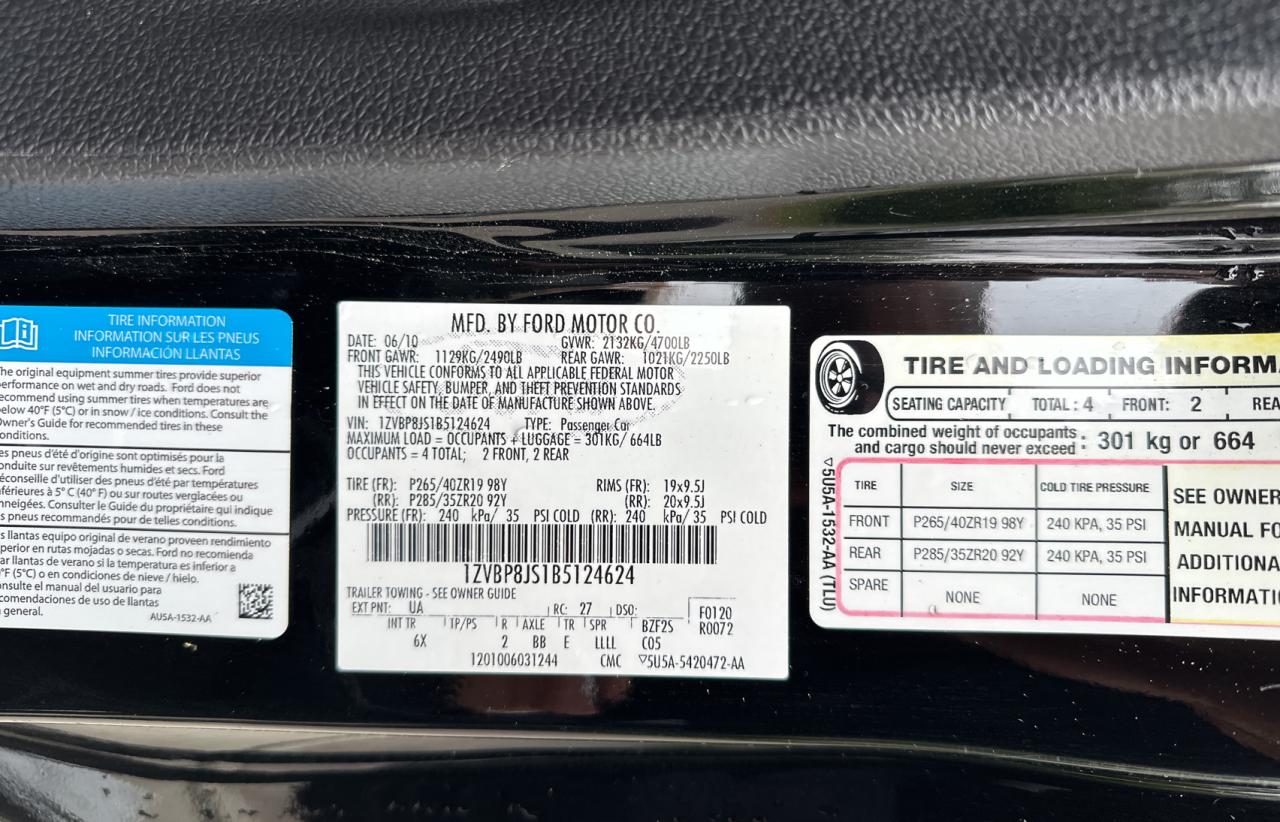 TIRE INFORMATION
INFORMATION SUR LES PNEUS
INFORMACIÓN LLANTAS
he original equipment summer tires provide superior
performance on wet and dry roads. Ford does not
recommend using summer tires when temperatures are
below 40°F (5°C) or in snow / ice conditions. Consult the
Owner's Guide for recommended tires in these
conditions.
es pneus d'été d'origine sont optimisés pour la
onduite sur revêtements humides et secs. Ford
éconseille d'utiliser des pneus d'été par températures
férieures à 5° C (40° F) ou sur routes verglacées ou
nneigées. Consulter le Guide du propriétaire qui indique
s pneus recommandés pour de telles conditions.
s llantas equipo original de verano proveen rendimiento
perior en rutas mojadas o secas. Ford no recomienda
ar llantas de verano si la temperatura es inferior a
°F (5°C) o en condiciones de nieve / hielo.
nsulte el manual del usuario para
comendaciones de uso de llantas
general.
AU5A-1532-AA
MFD. BY FORD MOTOR CO.
DATE: 06/10 GVWR: 2132KG/4700LB
FRONT GAWR: 1129KG/2490LB REAR GAWR: 1021KG/2250LB
THIS VEHICLE CONFORMS TO ALL APPLICABLE FEDERAL MOTOR
VEHICLE SAFETY, BUMPER, AND THEFT PREVENTION STANDARDS
IN EFFECT ON THE DATE OF MANUFACTURE SHOWN ABOVE.
VIN: 1ZVBP8JS1B5124624 TYPE: Passenger Car
MAXIMUM LOAD = OCCUPANTS + LUGGAGE = 301KG/ 664LB
OCCUPANTS = 4 TOTAL; 2 FRONT, 2 REAR
TIRE (FR): P265/40ZR19 98Y RIMS (FR): 19x9.5J
(RR): P285/35ZR20 92Y (RR): 20x9.5J
PRESSURE (FR): 240 kPa/ 35 PSI COLD (RR): 240 kPa/ 35 PSI COLD
1ZVBP8JS1B5124624
TRAILER TOWING - SEE OWNER GUIDE
EXT PNT: UA RC: 27 DSO: F0120
INT TR TP/PS R AXLE TR SPR BZF2S R0072
6X 2 BB E LLLL C05
1201006031244 CMC ▽5U5A-5420472-AA
TIRE AND LOADING INFORMA
SEATING CAPACITY TOTAL: 4 FRONT: 2 REA
The combined weight of occupants
and cargo should never exceed : 301 kg or 664
▽5U5A-1532-AA (TLU)
TIRE SIZE COLD TIRE PRESSURE
FRONT P265/40ZR19 98Y 240 KPA, 35 PSI
REAR P285/35ZR20 92Y 240 KPA, 35 PSI
SPARE NONE NONE
SEE OWNER
MANUAL FO
ADDITIONA
INFORMATI